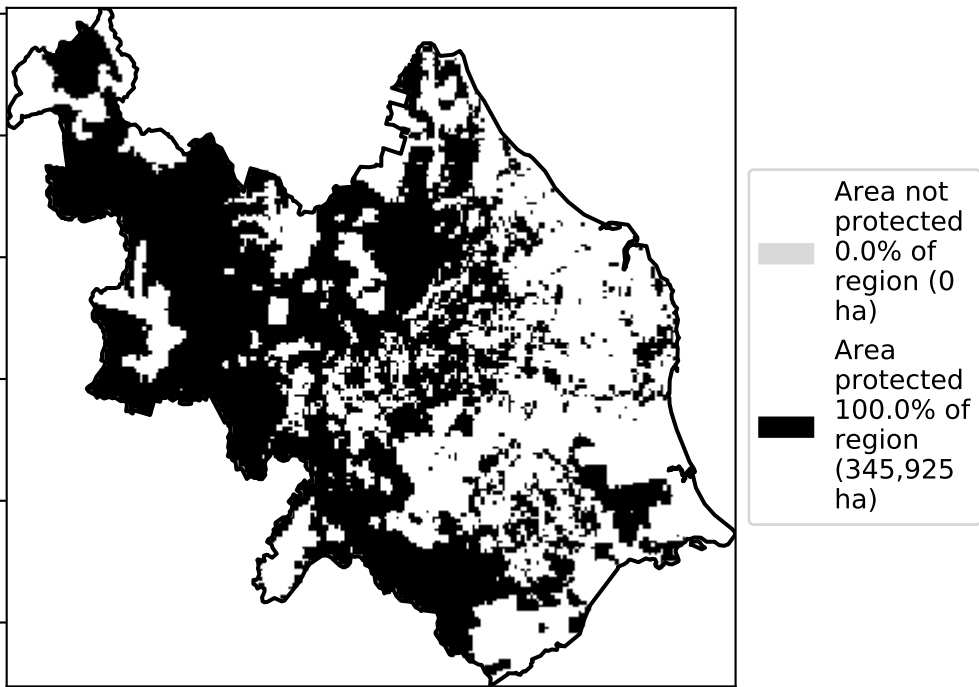 Area not
protected
0.0% of
region (0
ha)
Area
protected
100.0% of
region
(345,925
ha)